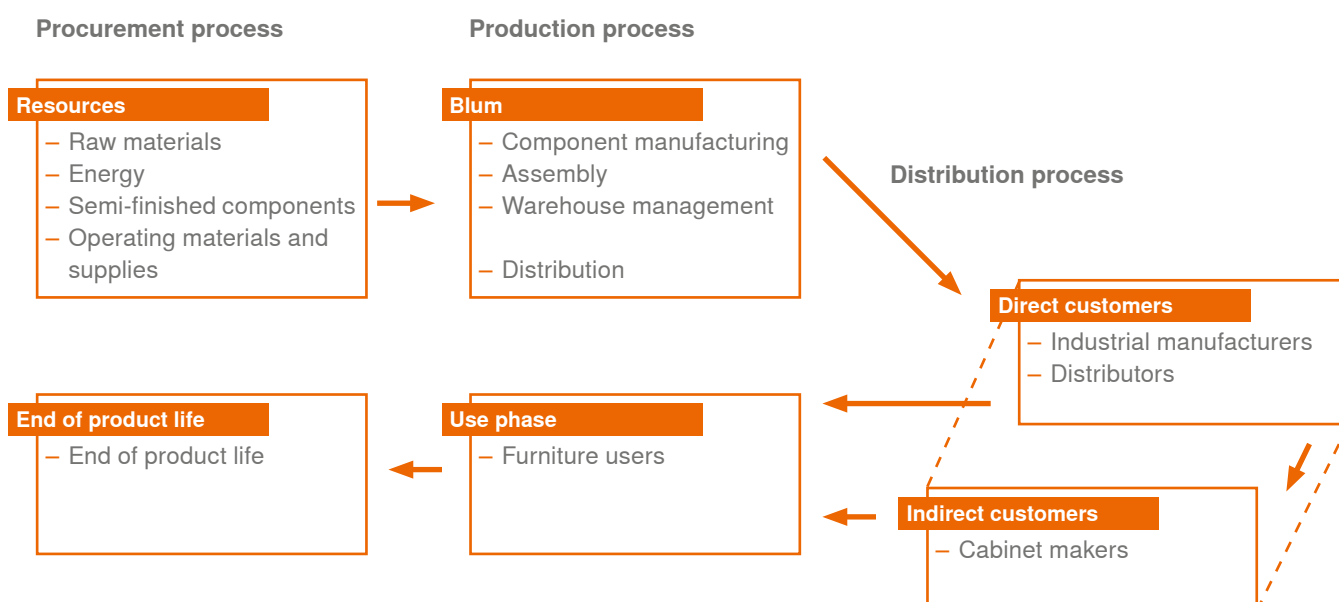 Procurement process
Production process
Resources
– Raw materials
– Energy
– Semi-finished components
– Operating materials and
supplies
Blum
– Component manufacturing
– Assembly
– Warehouse management
– Distribution
Distribution process
Direct customers
– Industrial manufacturers
– Distributors
Indirect customers
– Cabinet makers
Use phase
– Furniture users
End of product life
– End of product life